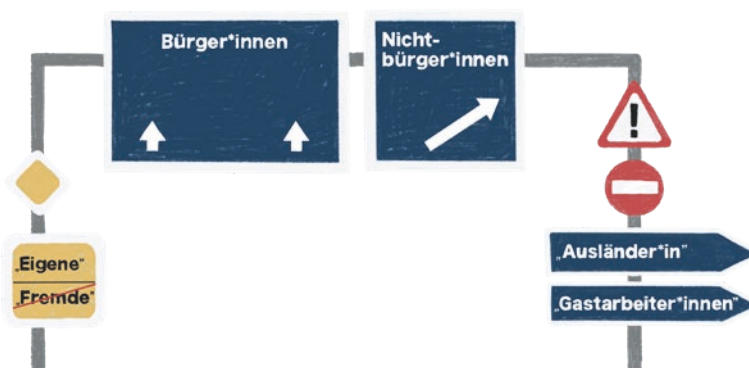 Bürger*innen
Nicht-
bürger*innen
„Eigene“
„Fremde“
„Ausländer*in”
„Gastarbeiter*innen”